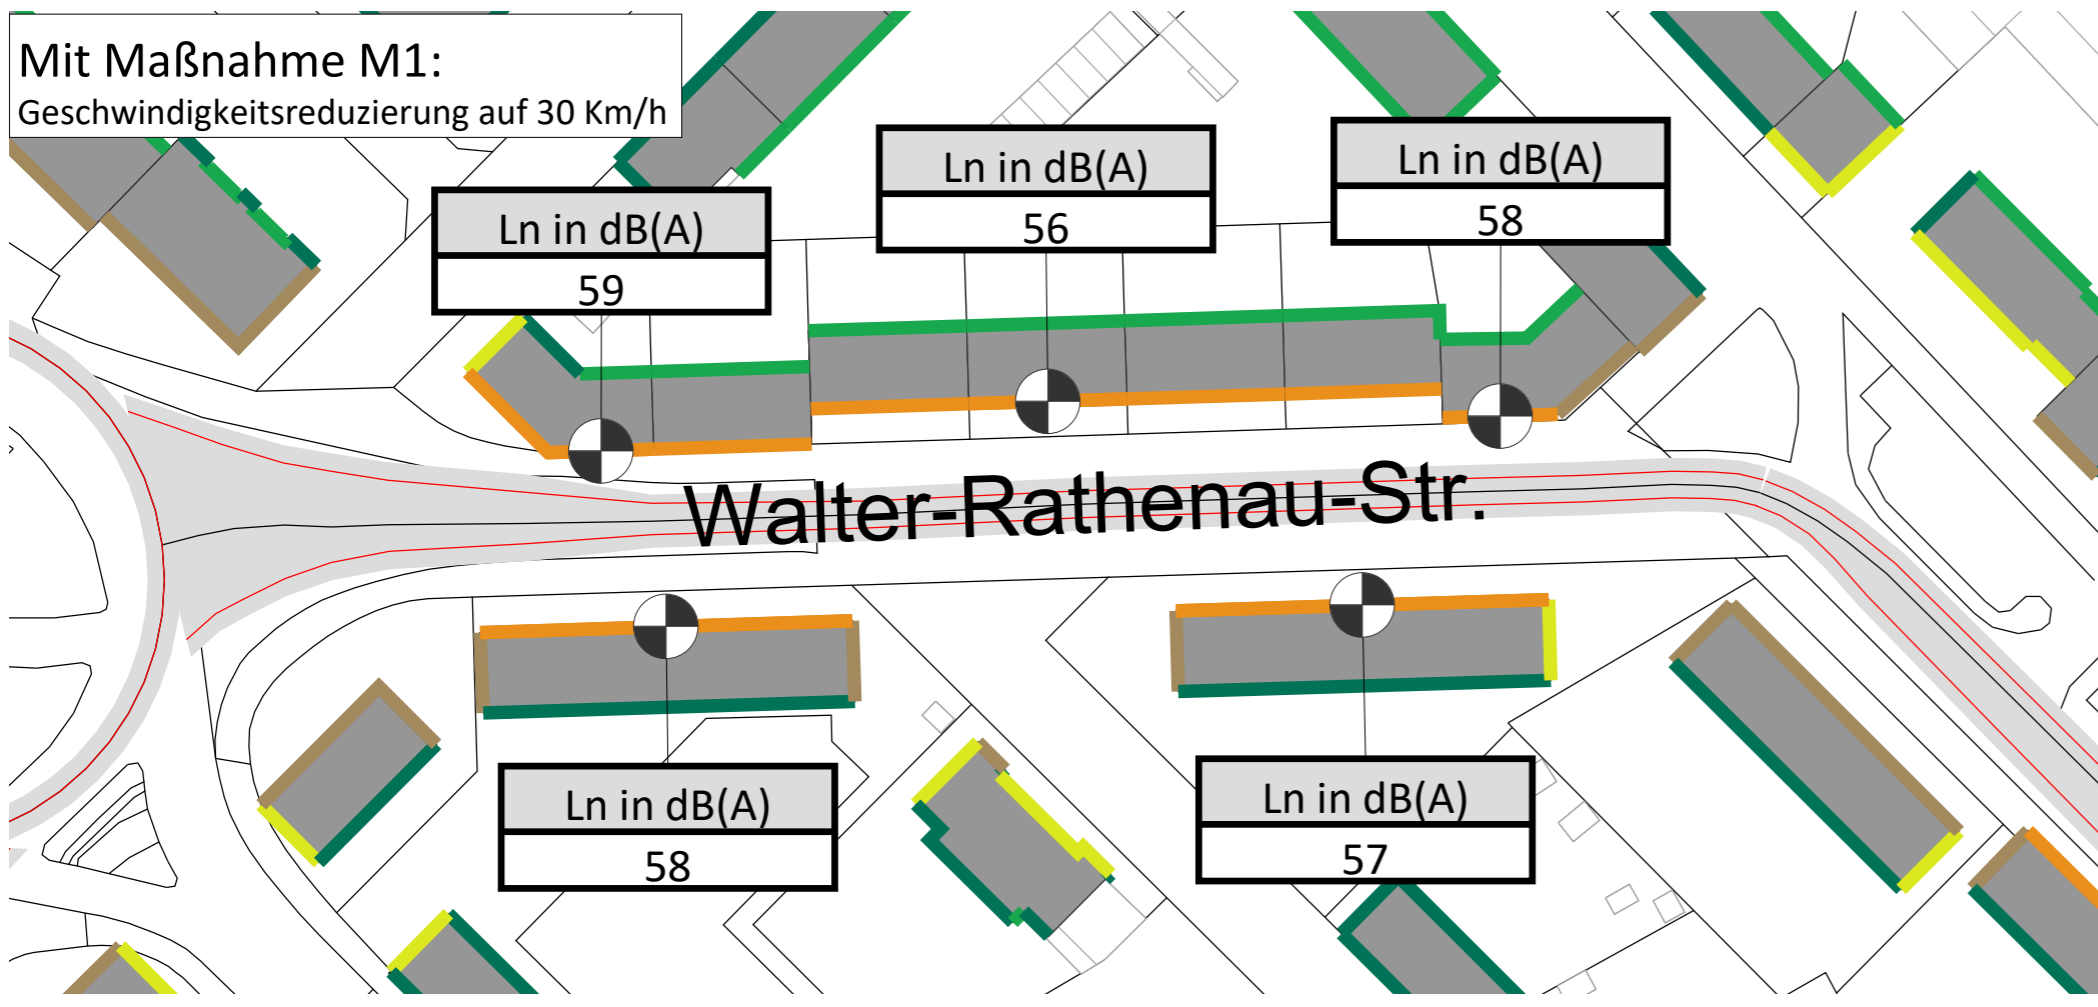 Mit Maßnahme M1:
Geschwindigkeitsreduzierung auf 30 Km/h
Ln in dB(A)
59
Ln in dB(A)
56
Ln in dB(A)
58
Walter-Rathenau-Str.
Ln in dB(A)
58
Ln in dB(A)
57